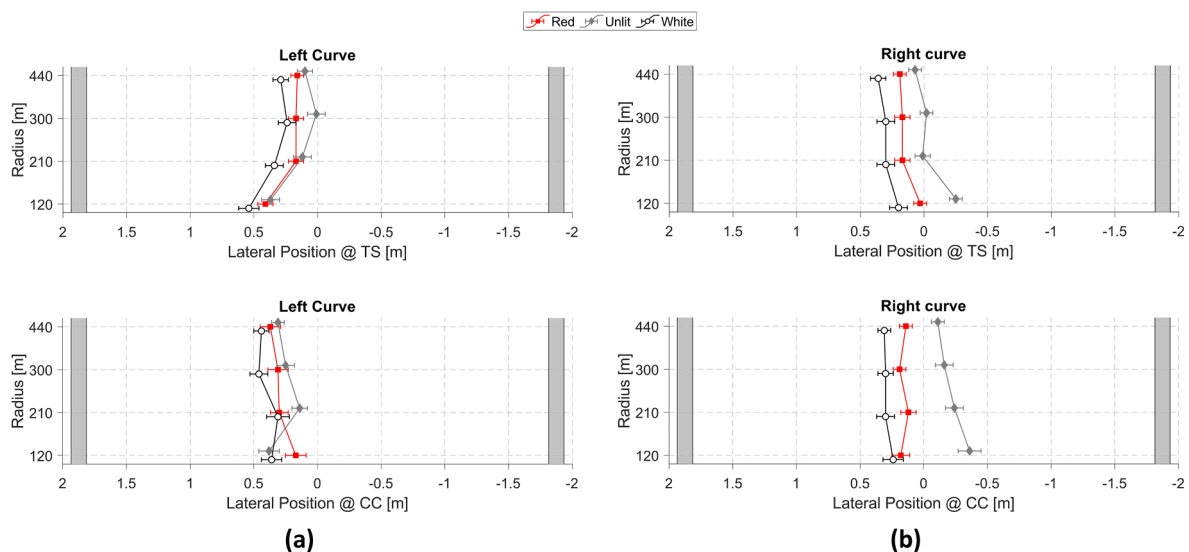 Red Unlit White
Left Curve
440
300
210
120
Radius [m]
2 1.5 1 0.5 0 -0.5 -1 -1.5 -2
Lateral Position @ TS [m]
Right curve
440
300
210
120
Radius [m]
2 1.5 1 0.5 0 -0.5 -1 -1.5 -2
Lateral Position @ TS [m]
Left Curve
440
300
210
120
Radius [m]
2 1.5 1 0.5 0 -0.5 -1 -1.5 -2
Lateral Position @ CC [m]
(a)
Right curve
440
300
210
120
Radius [m]
2 1.5 1 0.5 0 -0.5 -1 -1.5 -2
Lateral Position @ CC [m]
(b)